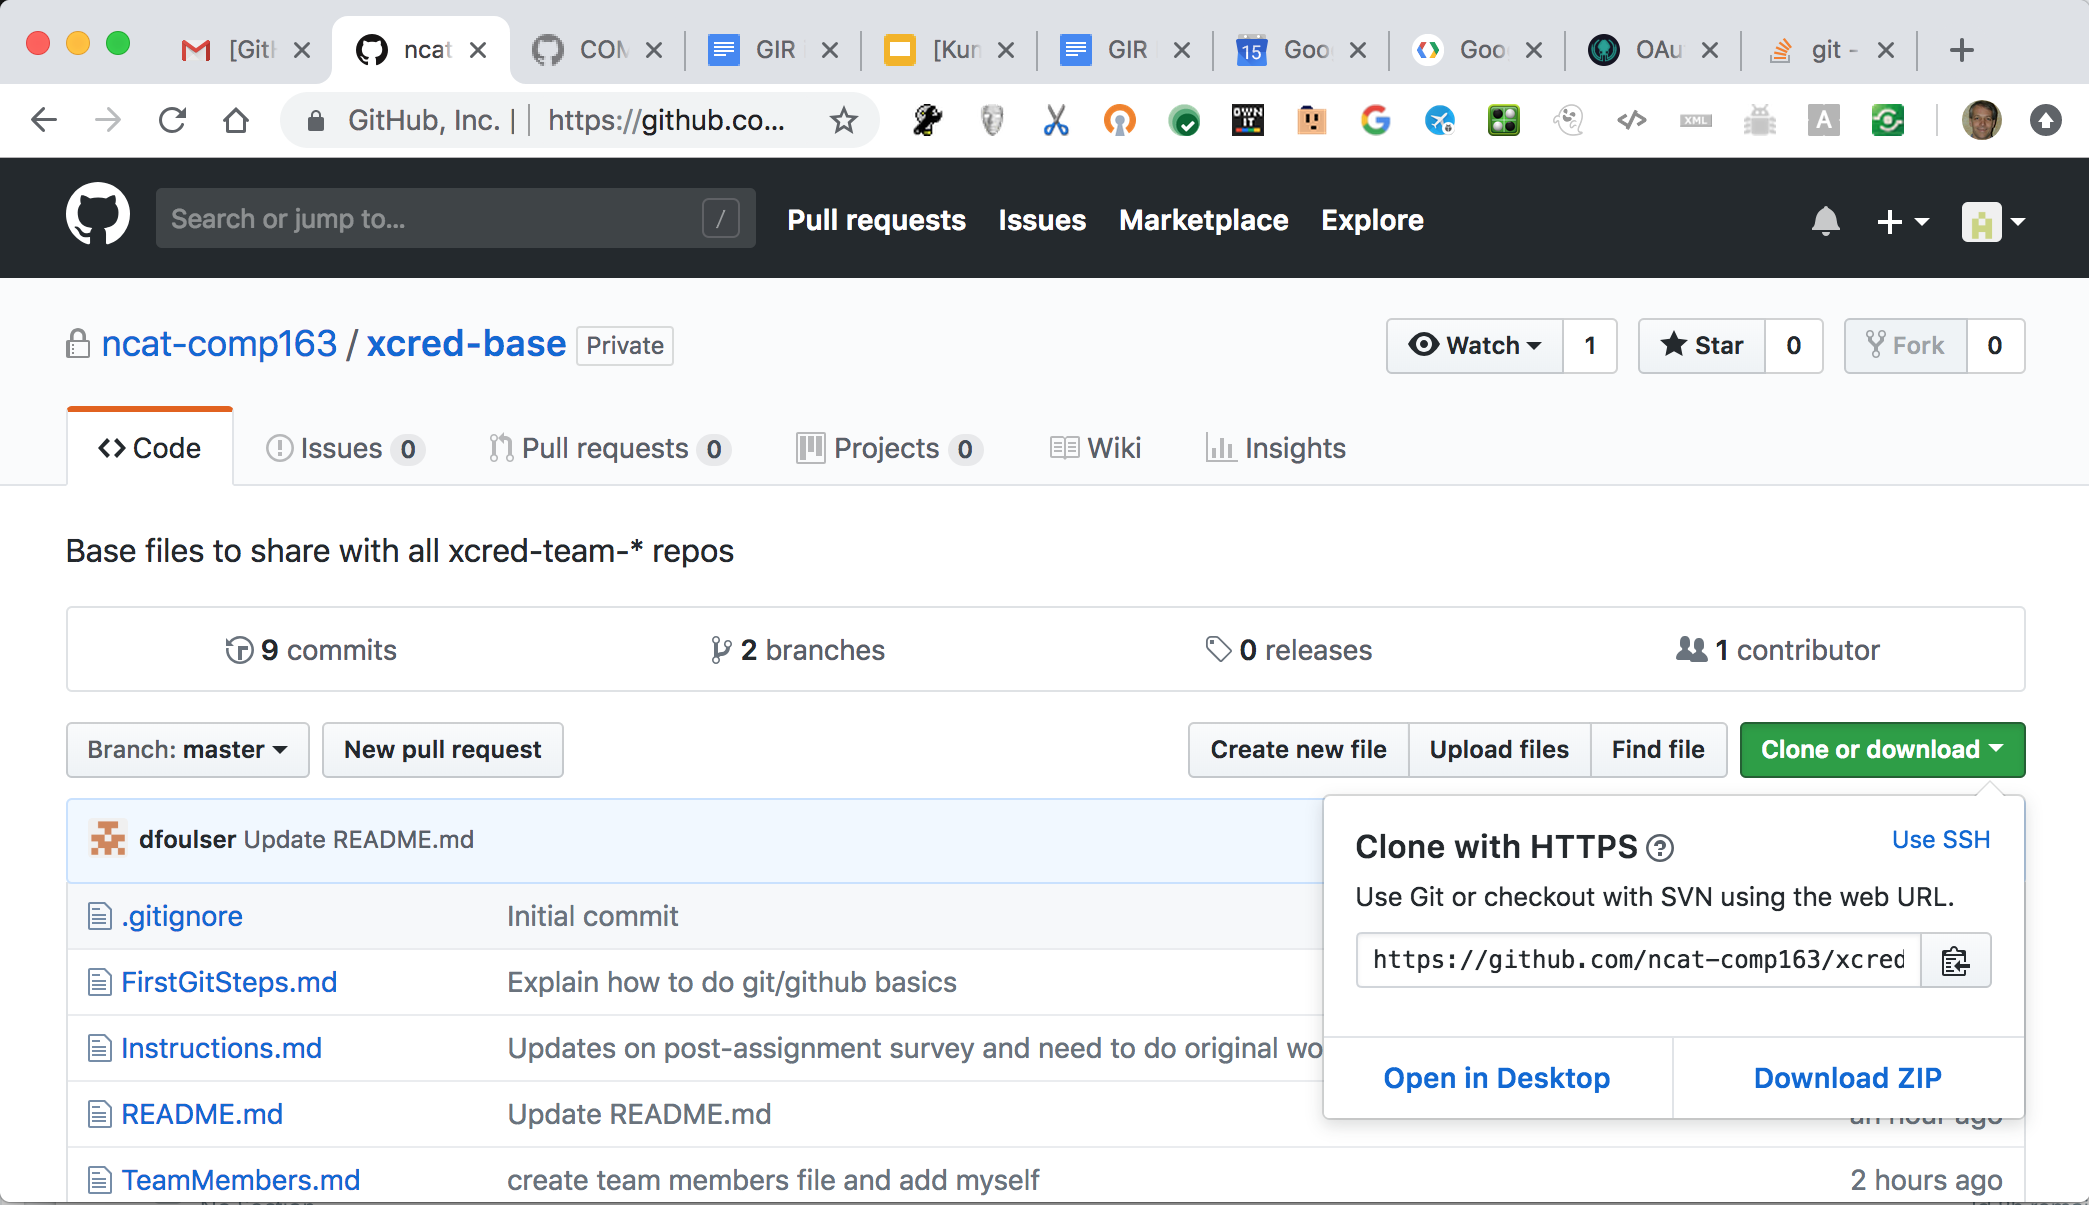 [GitH
ncat
COM
GIR
[Kun
GIR
15
Goo
Goo
OAu
git -
GitHub, Inc. | https://github.co...
OWN IT
XML
A
Search or jump to...
/
Pull requests Issues Marketplace Explore
ncat-comp163 / xcred-base Private
Watch 1 Star 0 Fork 0
Code Issues 0 Pull requests 0 Projects 0 Wiki Insights
Base files to share with all xcred-team-* repos
9 commits 2 branches 0 releases 1 contributor
Branch: master New pull request Create new file Upload files Find file Clone or download
dfoulser Update README.md
Clone with HTTPS ? Use SSH
Use Git or checkout with SVN using the web URL.
https://github.com/ncat-comp163/xcred
Open in Desktop Download ZIP
.gitignore Initial commit
FirstGitSteps.md Explain how to do git/github basics
Instructions.md Updates on post-assignment survey and need to do original wo
README.md Update README.md an hour ago
TeamMembers.md create team members file and add myself 2 hours ago